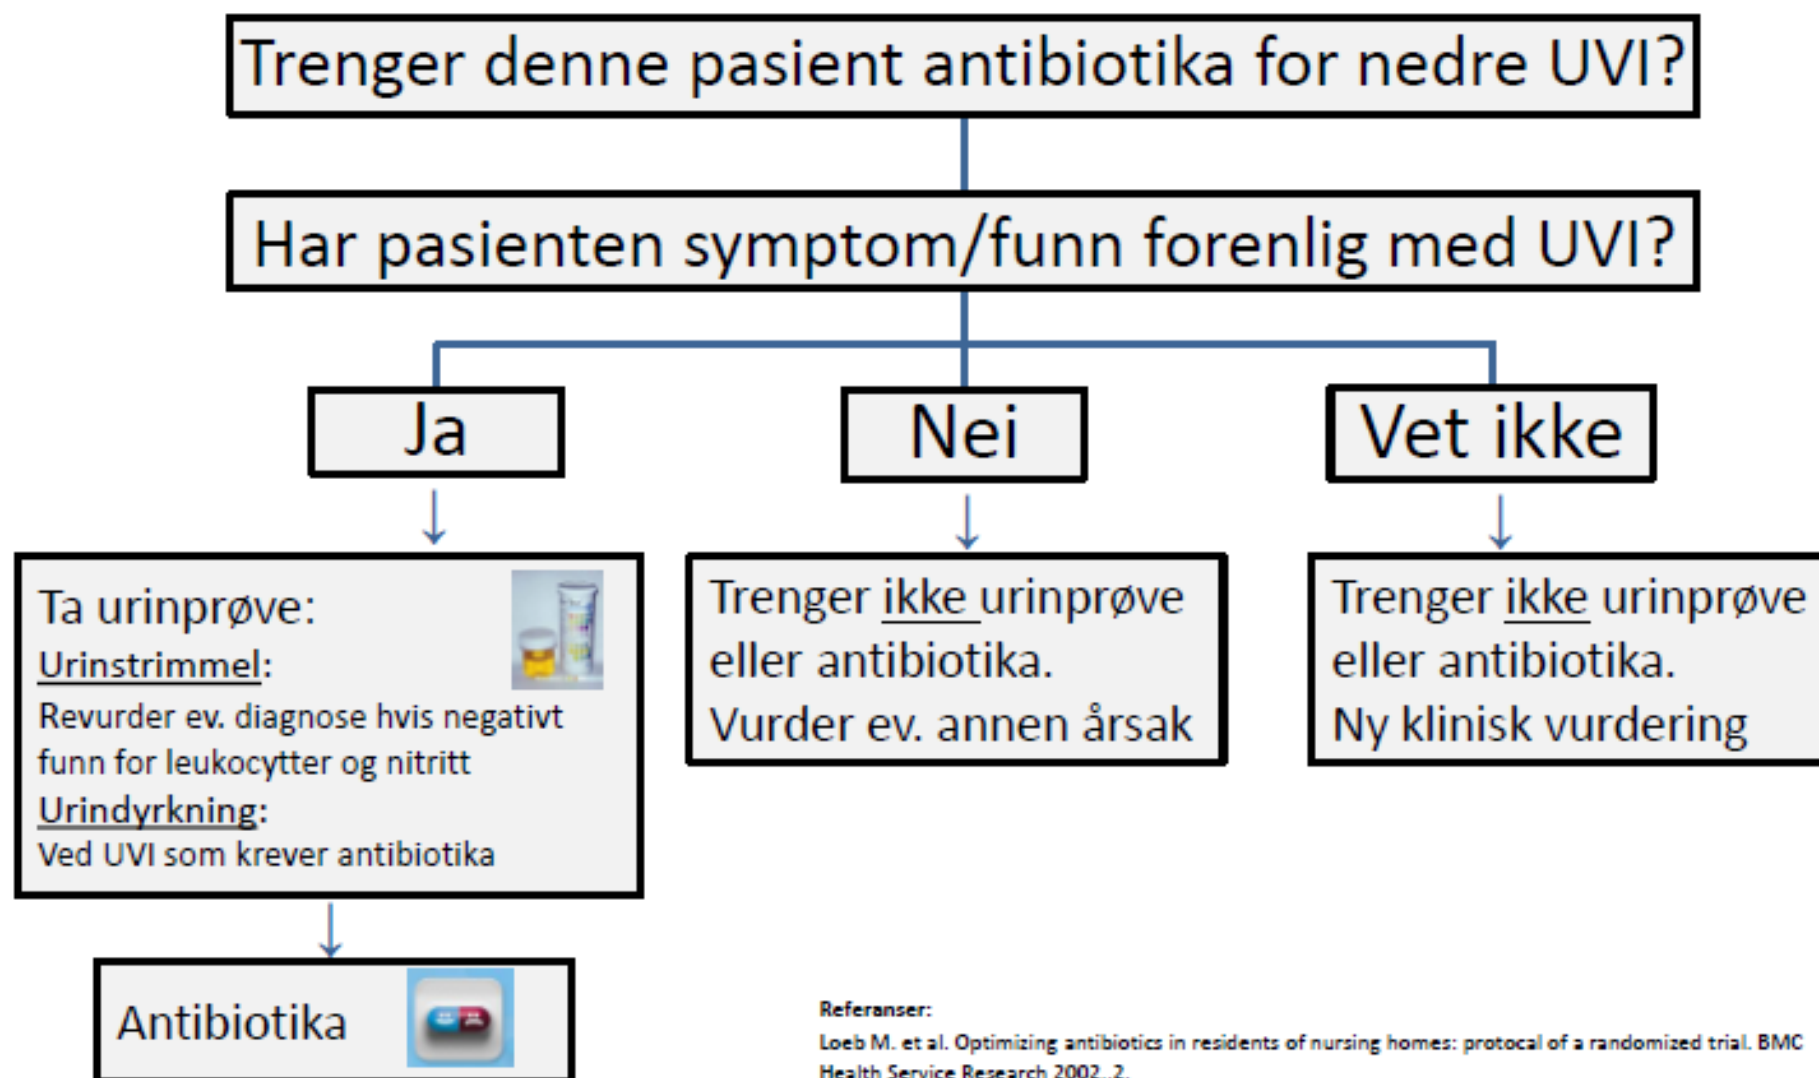 Trenger denne pasient antibiotika for nedre UVI?
Har pasienten symptom/funn forenlig med UVI?
Ja
Nei
Vet ikke
Ta urinprøve:
Urinstrimmel:
Revurder ev. diagnose hvis negativt
funn for leukocytter og nitritt
Urindyrkning:
Ved UVI som krever antibiotika
Trenger ikke urinprøve
eller antibiotika.
Vurder ev. annen årsak
Trenger ikke urinprøve
eller antibiotika.
Ny klinisk vurdering
Antibiotika
Referanser:
Loeb M. et al. Optimizing antibiotics in residents of nursing homes: protocal of a randomized trial. BMC
Health Service Research 2002..2.